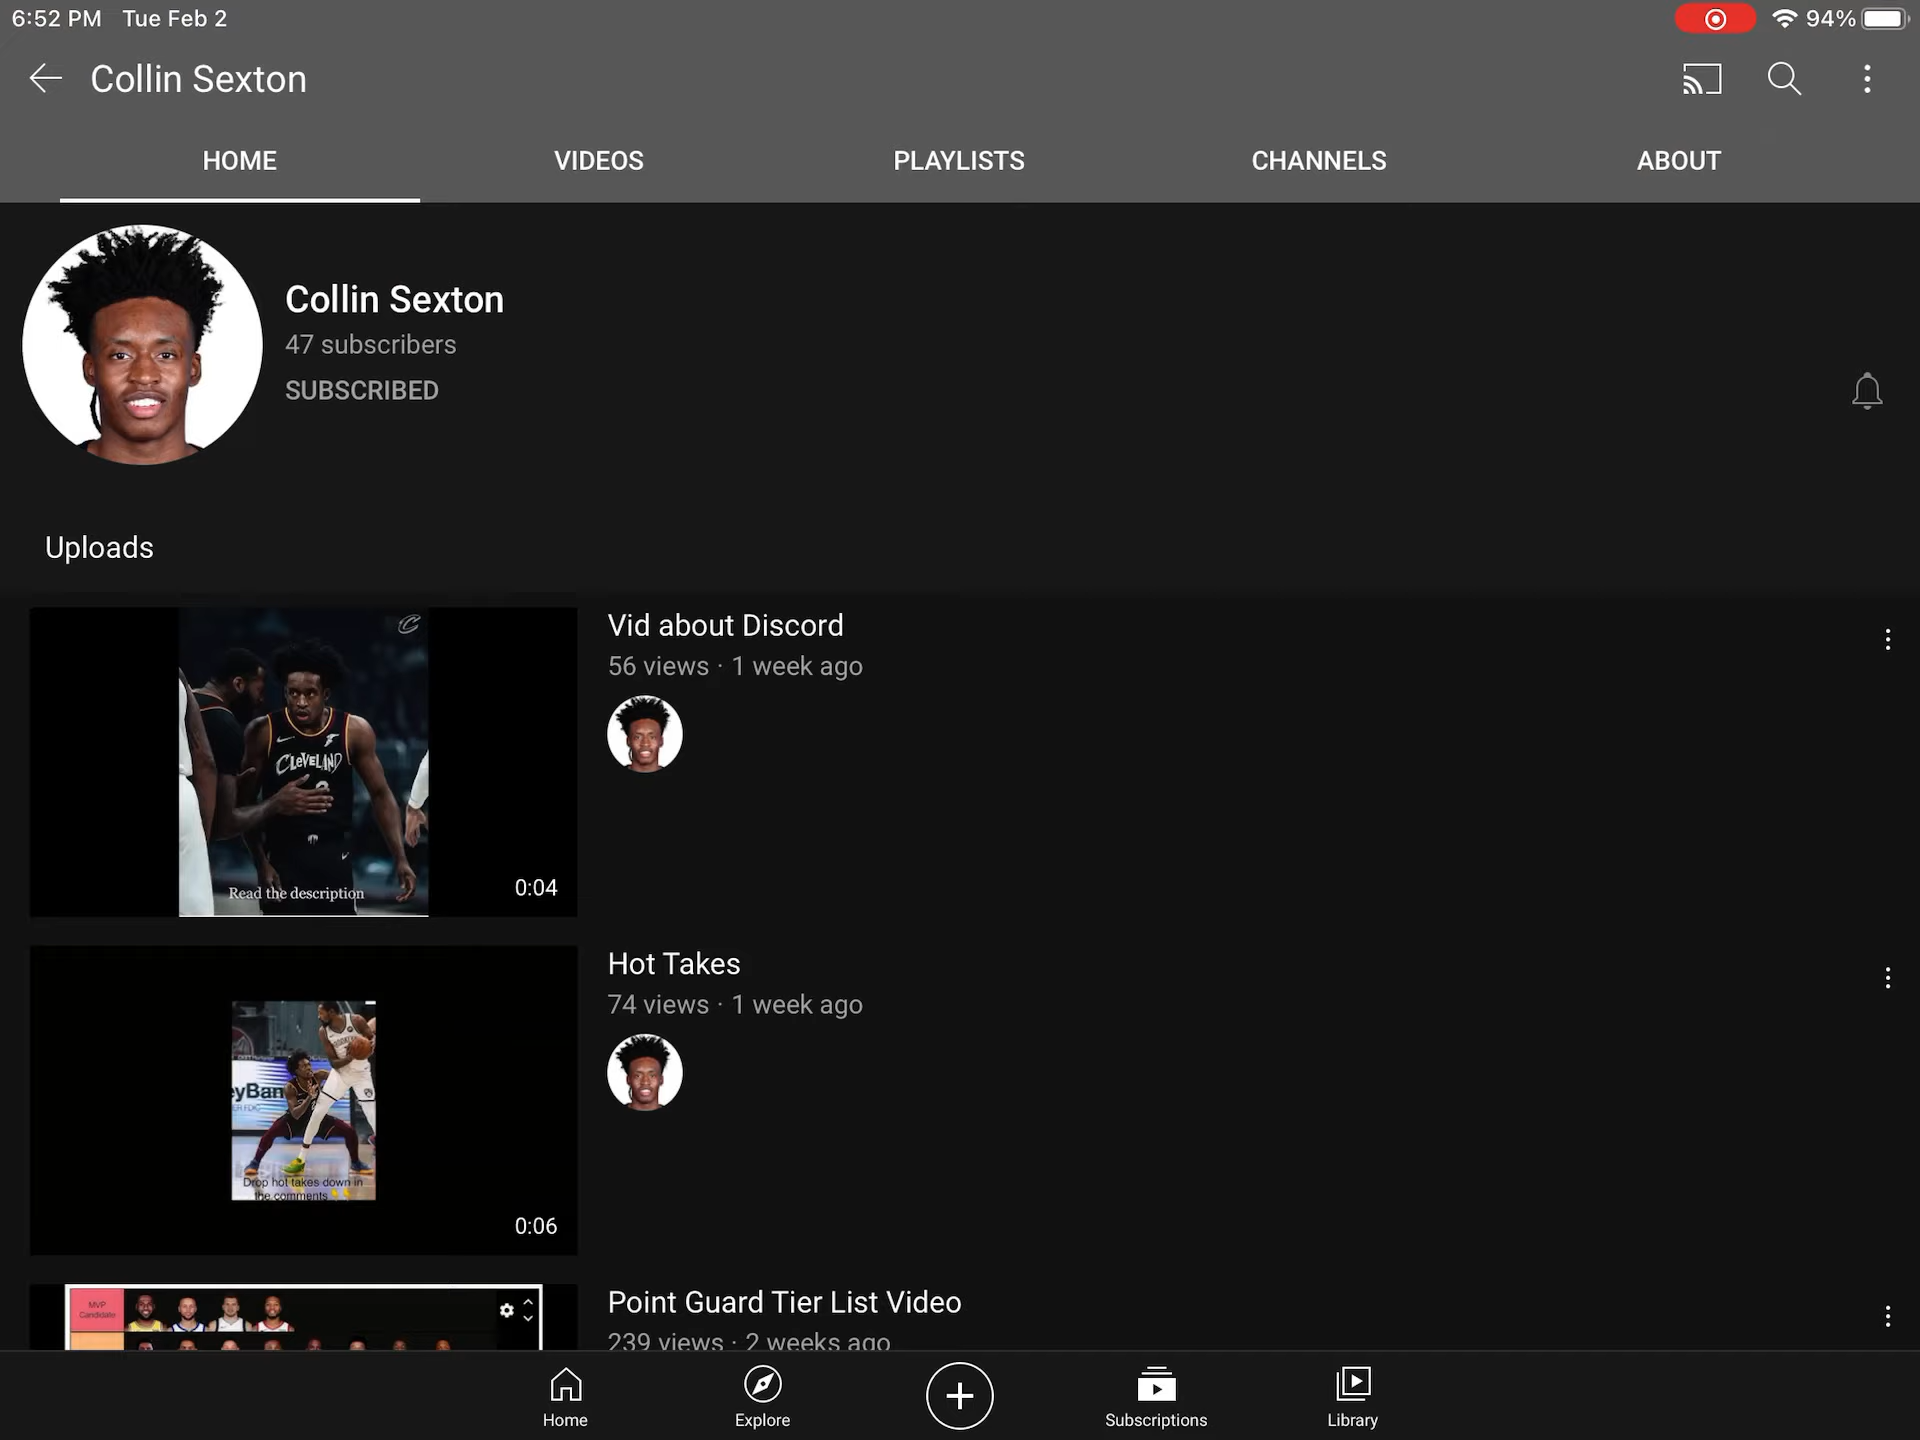 6:52 PM Tue Feb 2
94%
Collin Sexton
HOME
VIDEOS
PLAYLISTS
CHANNELS
ABOUT
Collin Sexton
47 subscribers
SUBSCRIBED
Uploads
CLEVELAND
Read the description
0:04
Vid about Discord
56 views · 1 week ago
eyBan
Drop hot takes down in
the comments
0:06
Hot Takes
74 views · 1 week ago
MVP
Candidate
Point Guard Tier List Video
239 views · 2 weeks ago
Home
Explore
Subscriptions
Library